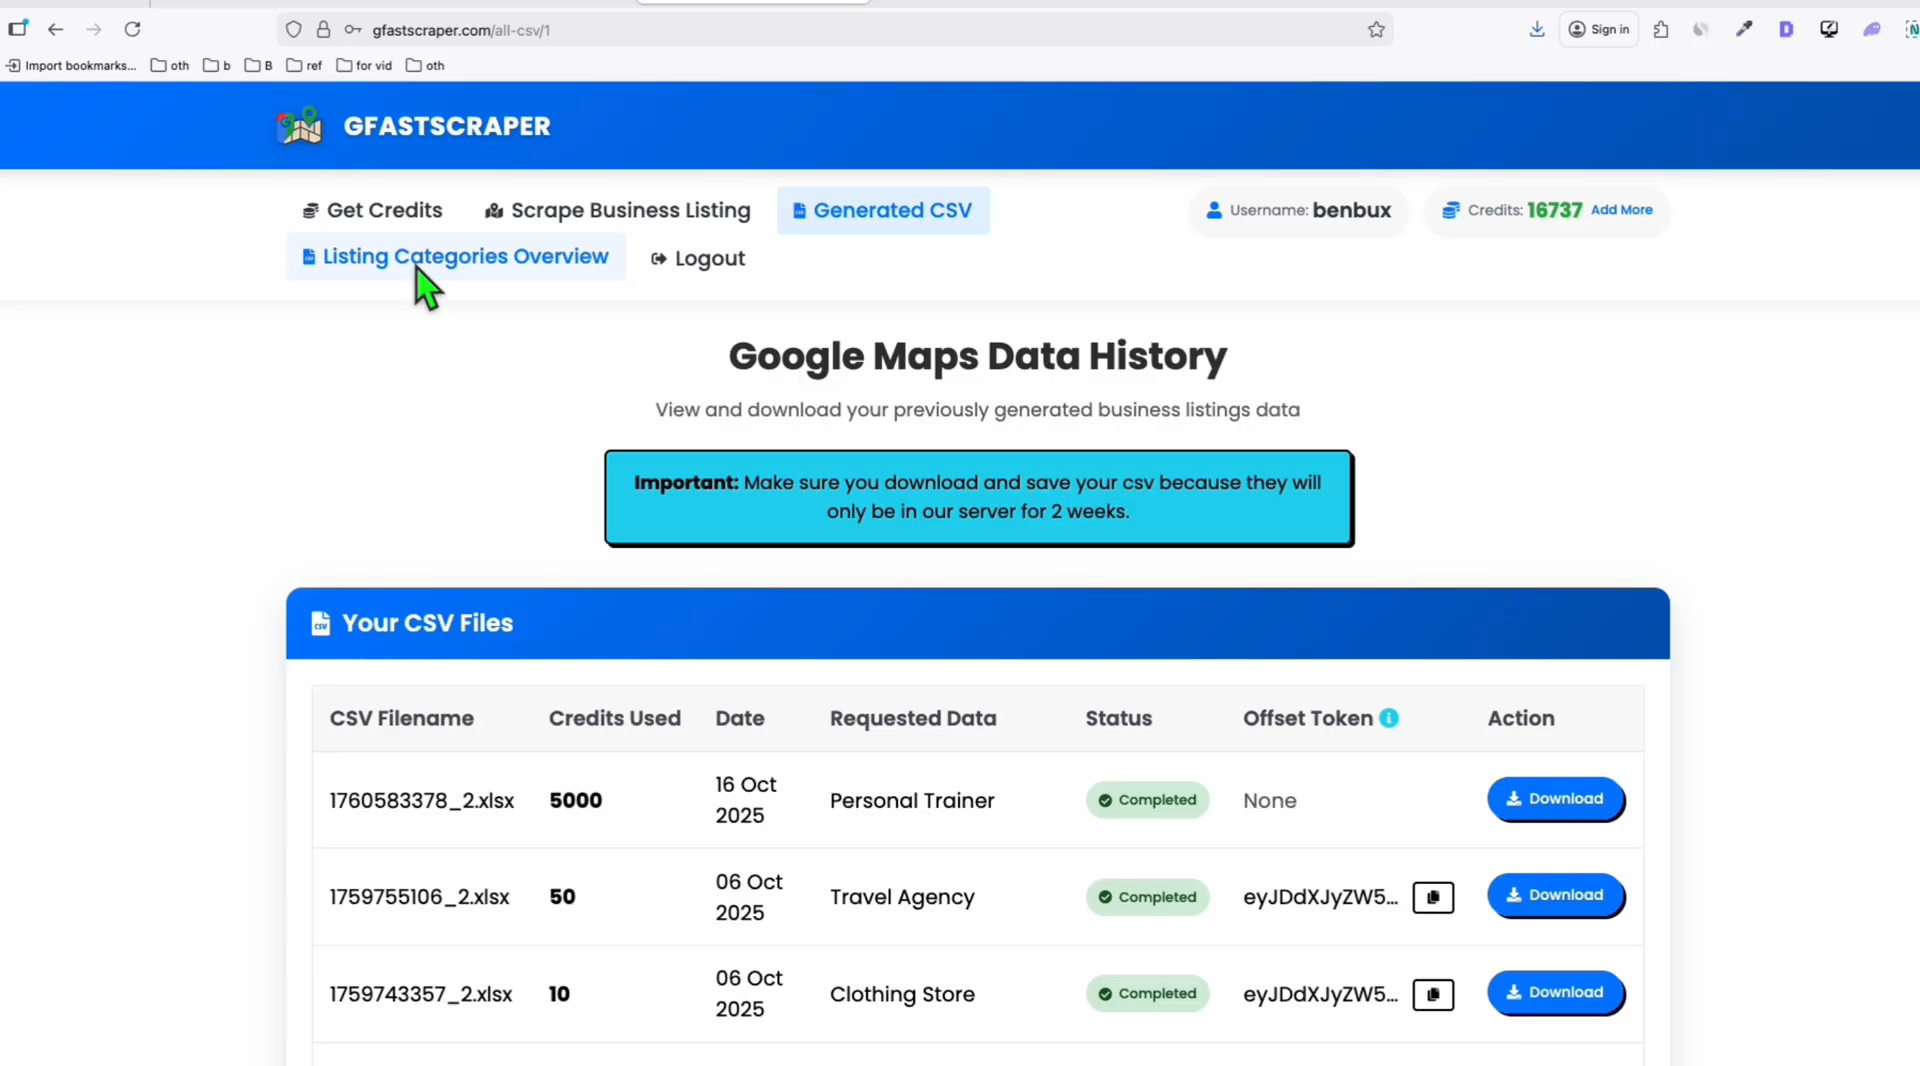 gfastscraper.com/all-csv/1
Sign in
Import bookmarks... oth b B ref for vid oth
GFASTSCRAPER
Get Credits Scrape Business Listing Generated CSV Username: benbux Credits: 16737 Add More
Listing Categories Overview Logout
Google Maps Data History
View and download your previously generated business listings data
Important: Make sure you download and save your csv because they will
only be in our server for 2 weeks.
Your CSV Files
CSV Filename Credits Used Date Requested Data Status Offset Token Action
1760583378_2.xlsx 5000 16 Oct 2025 Personal Trainer Completed None Download
1759755106_2.xlsx 50 06 Oct 2025 Travel Agency Completed eyJDdXJyZW5... Download
1759743357_2.xlsx 10 06 Oct 2025 Clothing Store Completed eyJDdXJyZW5... Download